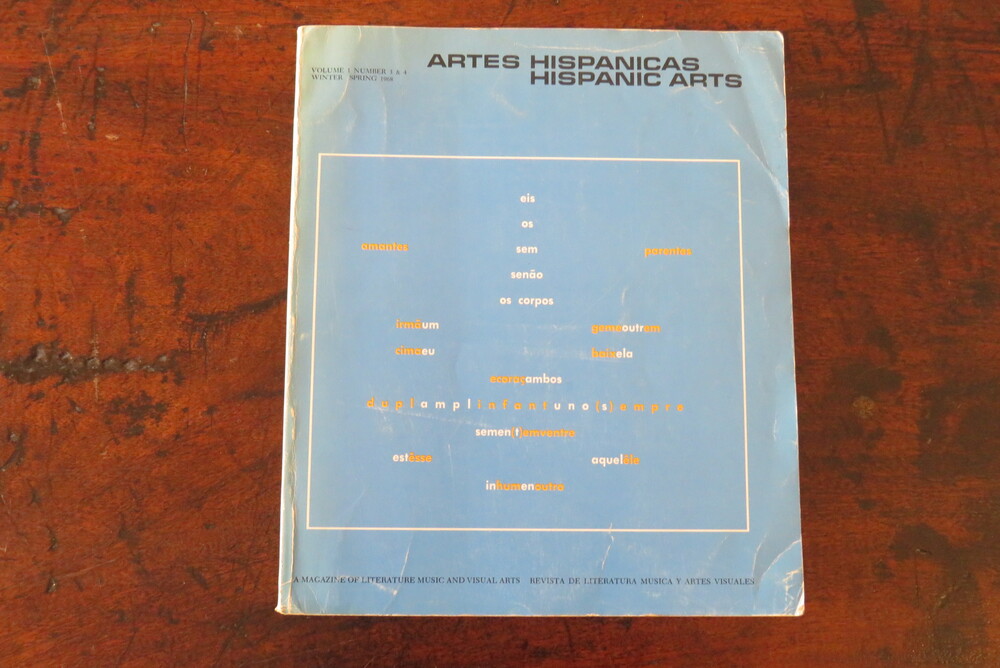 VOLUME 1 NUMBER 3 & 4
WINTER SPRING 1968
ARTES HISPANICAS
HISPANIC ARTS
eis
os
amantes sem parentes
senão
os corpos
irmãum gemeoutrem
cimaeu baixela
ecoraçambos
duplamplinfantuno(s)empre
semen(t)emventre
estêsse aquelêle
inhumenoutro
A MAGAZINE OF LITERATURE MUSIC AND VISUAL ARTS REVISTA DE LITERATURA MUSICA Y ARTES VISUALES